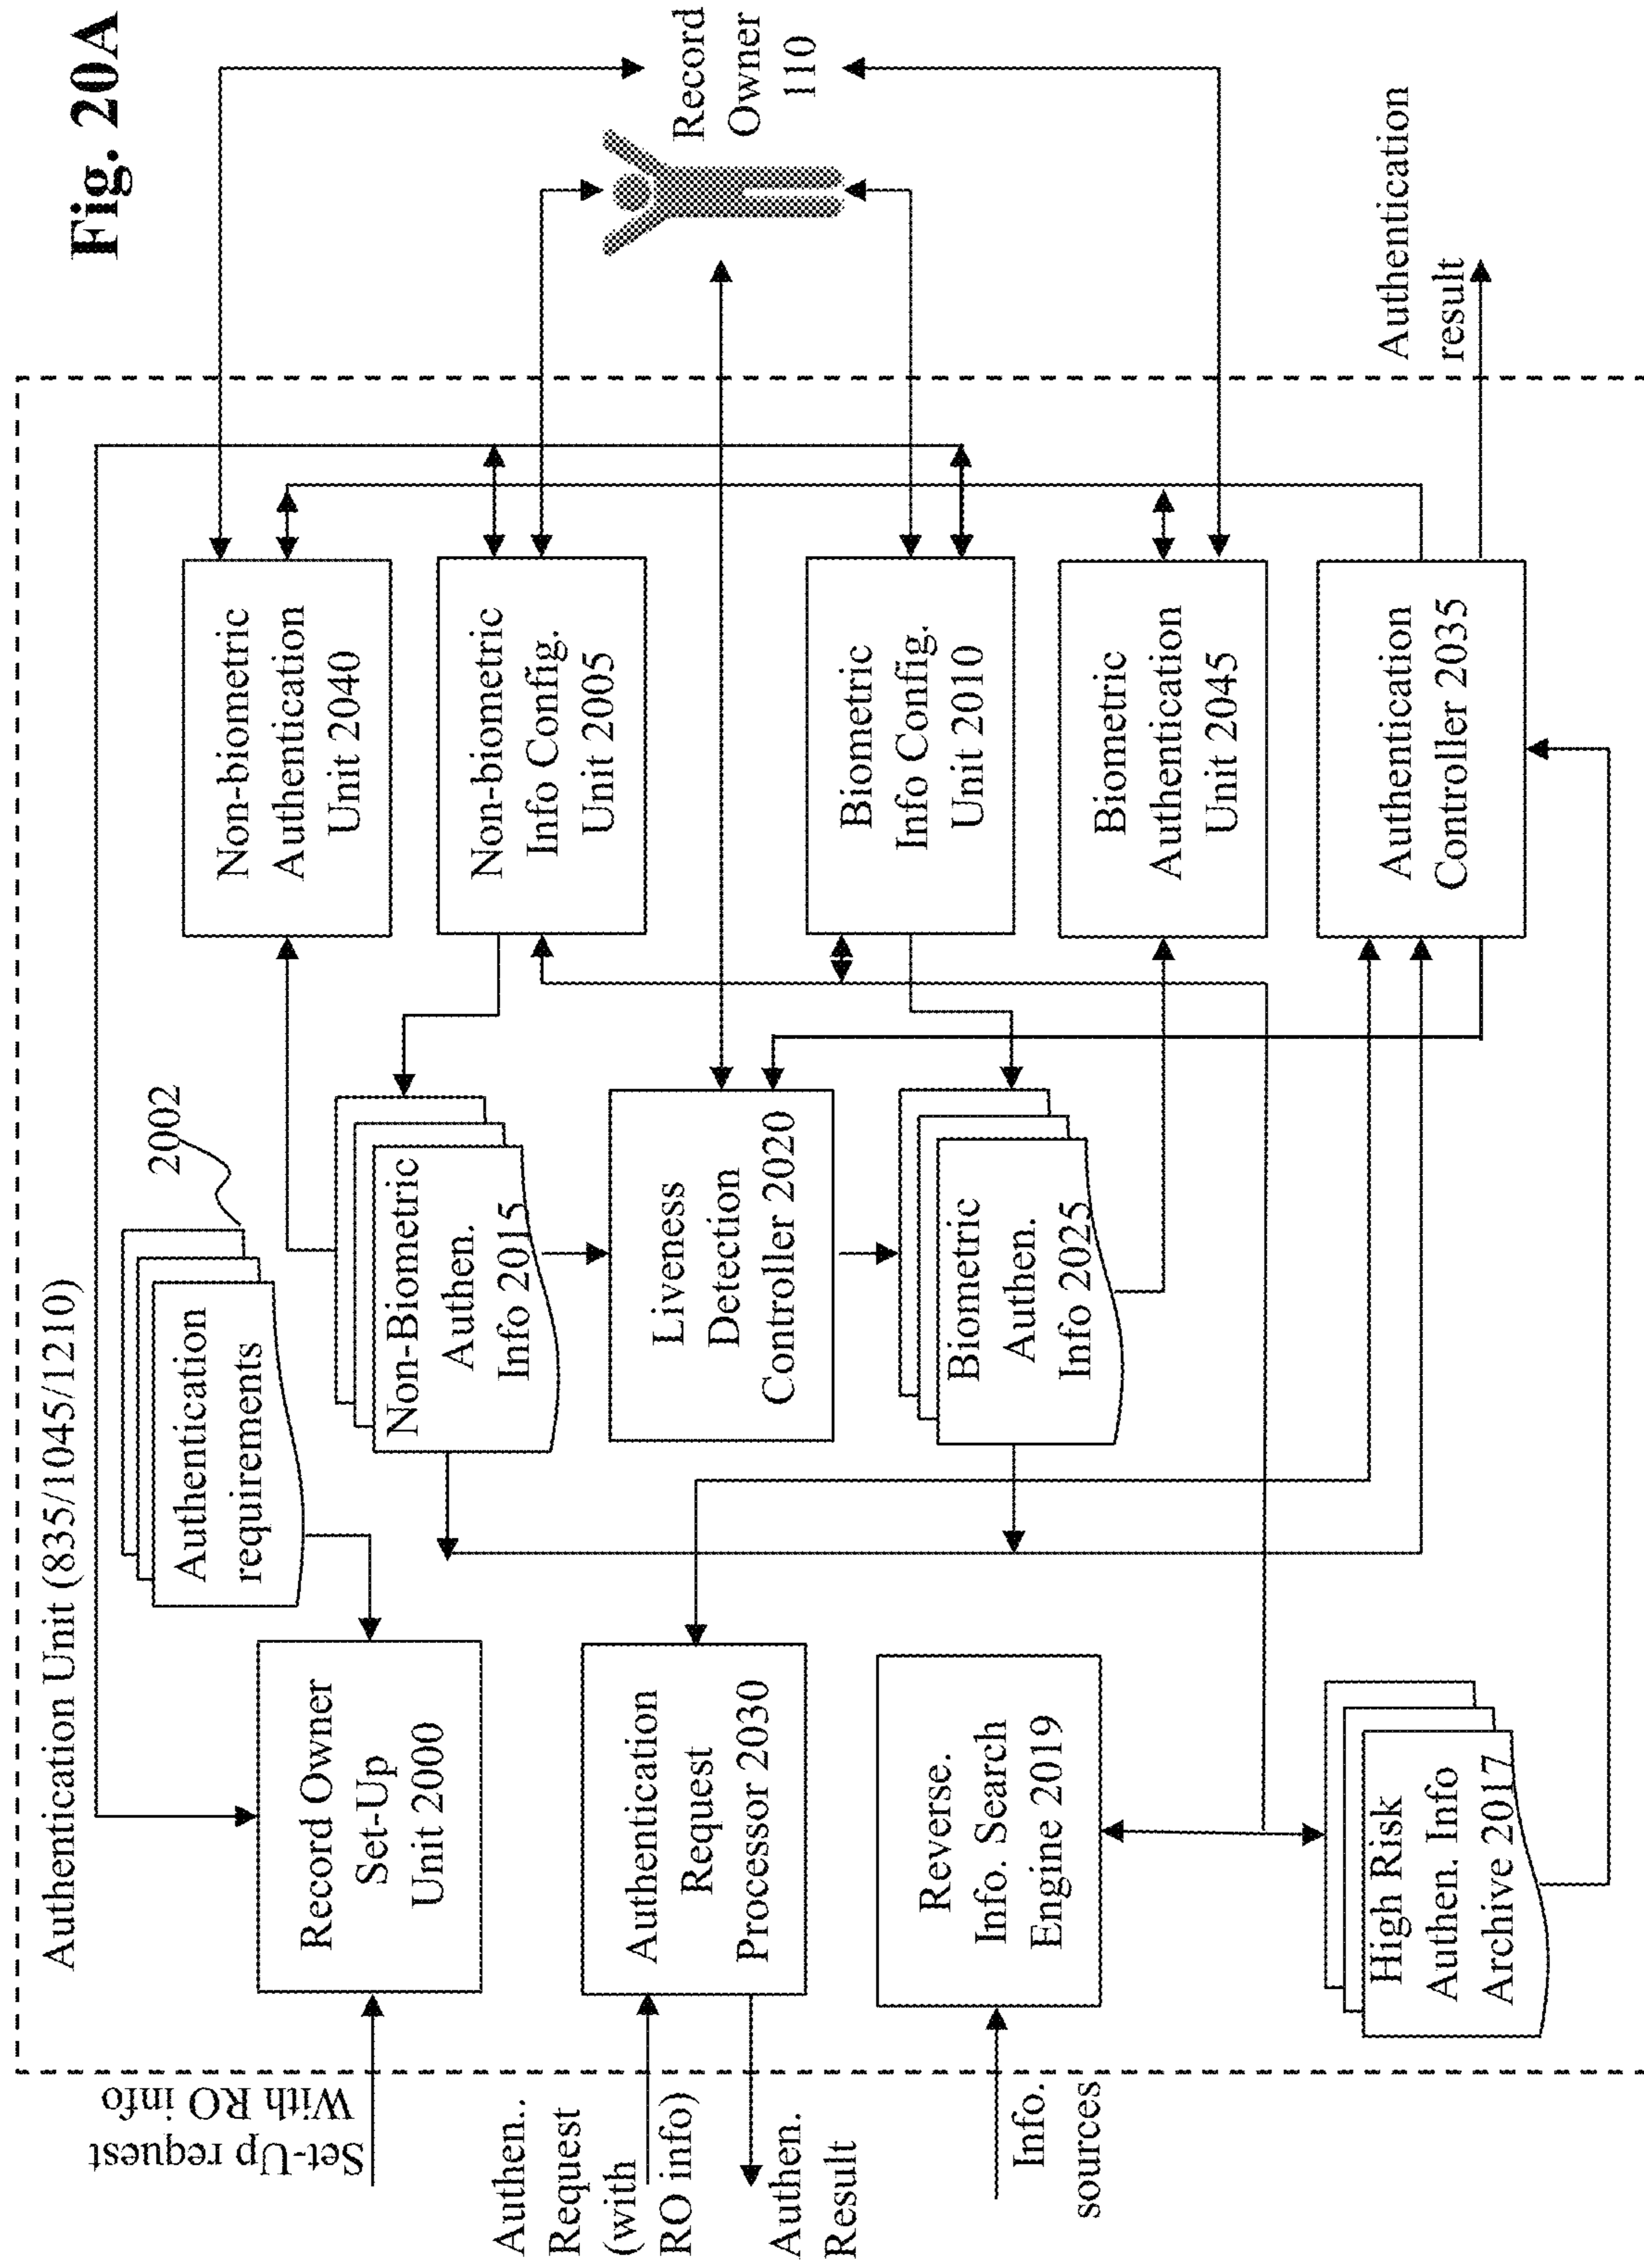 Fig. 20A
Authentication Unit (835/1045/1210)
Set-Up request
With RO info
Record Owner
Set-Up
Unit 2000
Authentication
requirements
2002
Non-biometric
Authentication
Unit 2040
Authen..
Request
(with
RO info)
Authen.
Result
Authentication
Request
Processor 2030
Non-Biometric
Authen.
Info 2015
Non-biometric
Info Config.
Unit 2005
Liveness
Detection
Controller 2020
Record
Owner
110
Info.
sources
Reverse.
Info. Search
Engine 2019
Biometric
Authen.
Info 2025
Biometric
Info Config.
Unit 2010
Biometric
Authentication
Unit 2045
High Risk
Authen. Info
Archive 2017
Authentication
Controller 2035
Authentication
result